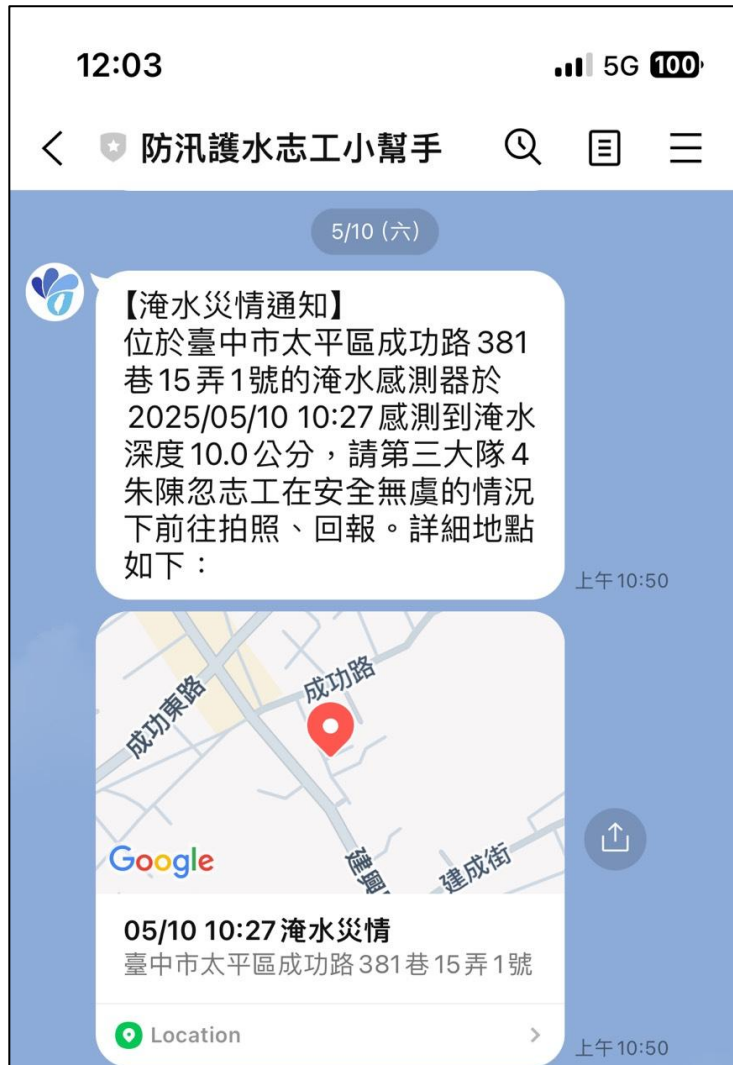 12:03
5G 100
防汛護水志工小幫手
5/10 (六)
【淹水災情通知】
位於臺中市太平區成功路381
巷15弄1號的淹水感測器於
2025/05/10 10:27感測到淹水
深度10.0公分，請第三大隊4
朱陳忽志工在安全無虞的情況
下前往拍照、回報。詳細地點
如下：
上午10:50
成功路
成功東路
建成街
Google
05/10 10:27淹水災情
臺中市太平區成功路381巷15弄1號
Location
上午10:50